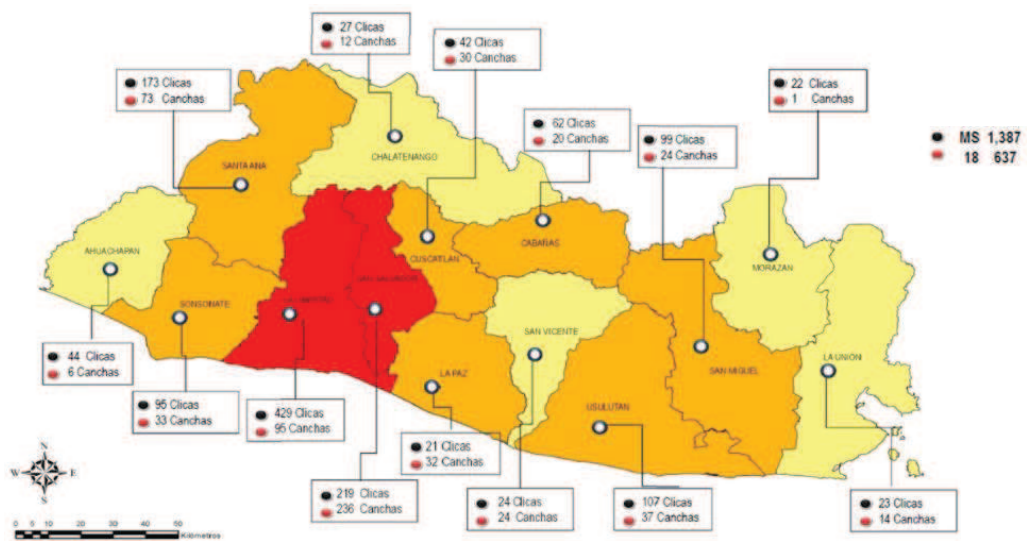 27 Clicas
12 Canchas
42 Clicas
30 Canchas
173 Clicas
73 Canchas
22 Clicas
1 Canchas
62 Clicas
20 Canchas
99 Clicas
24 Canchas
MS 1,387
18 637
CHALATENANGO
SANTA ANA
CABAÑAS
AHUACHAPAN
CUSCATLAN
MORAZAN
SONSONATE
SAN VICENTE
LA UNION
LA PAZ
SAN MIGUEL
USULUTAN
44 Clicas
6 Canchas
95 Clicas
33 Canchas
429 Clicas
95 Canchas
21 Clicas
32 Canchas
219 Clicas
236 Canchas
24 Clicas
24 Canchas
107 Clicas
37 Canchas
23 Clicas
14 Canchas
N
W E
S
0 5 10 20 30 40 50
Kilometros